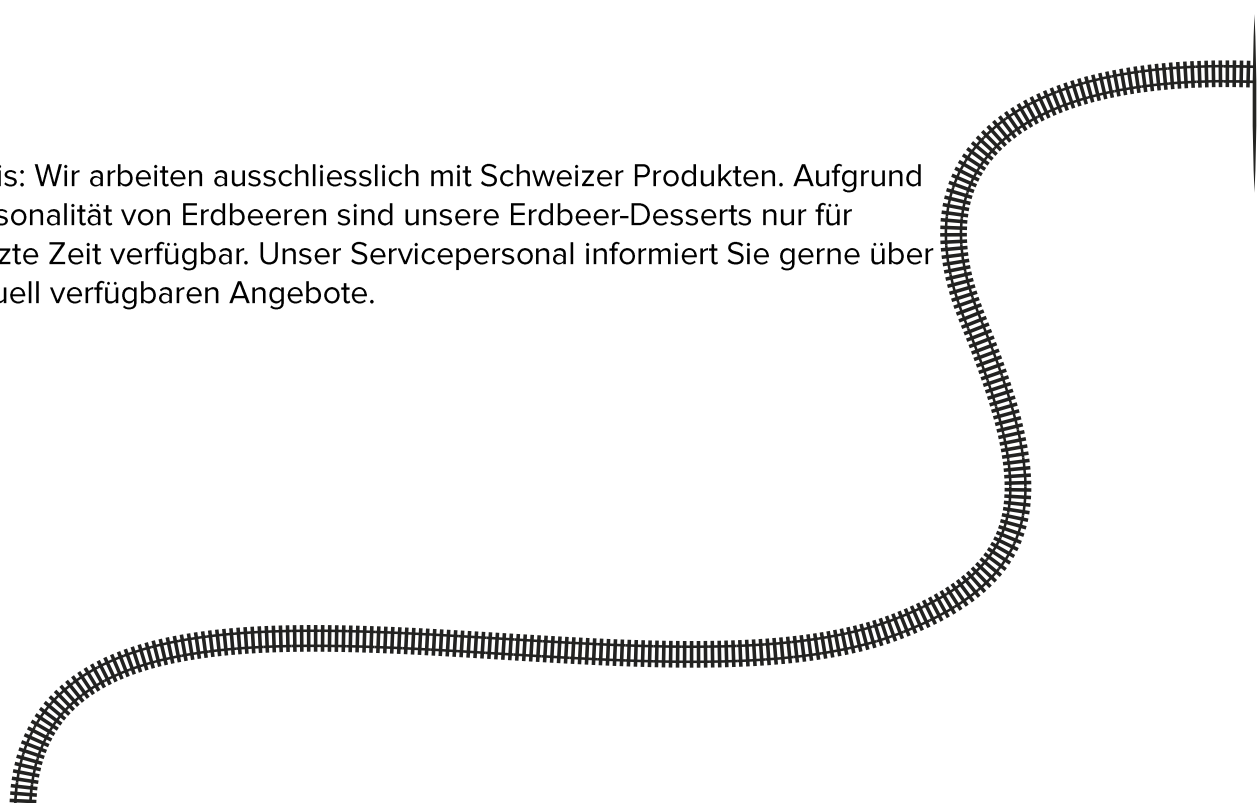 is: Wir arbeiten ausschliesslich mit Schweizer Produkten. Aufgrund
sonalität von Erdbeeren sind unsere Erdbeer-Desserts nur für
zte Zeit verfügbar. Unser Servicepersonal informiert Sie gerne über
uell verfügbaren Angebote.